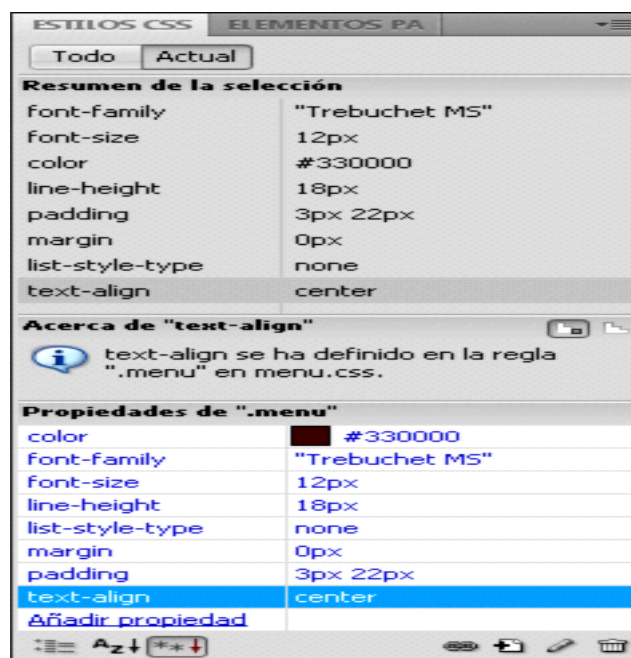 ESTILOS CSS ELEMENTOS PA
Todo Actual
Resumen de la selección
font-family "Trebuchet MS"
font-size 12px
color #330000
line-height 18px
padding 3px 22px
margin 0px
list-style-type none
text-align center
Acerca de "text-align"
text-align se ha definido en la regla
".menu" en menu.css.
Propiedades de ".menu"
color #330000
font-family "Trebuchet MS"
font-size 12px
line-height 18px
list-style-type none
margin 0px
padding 3px 22px
text-align center
Añadir propiedad
Az↓ **↓